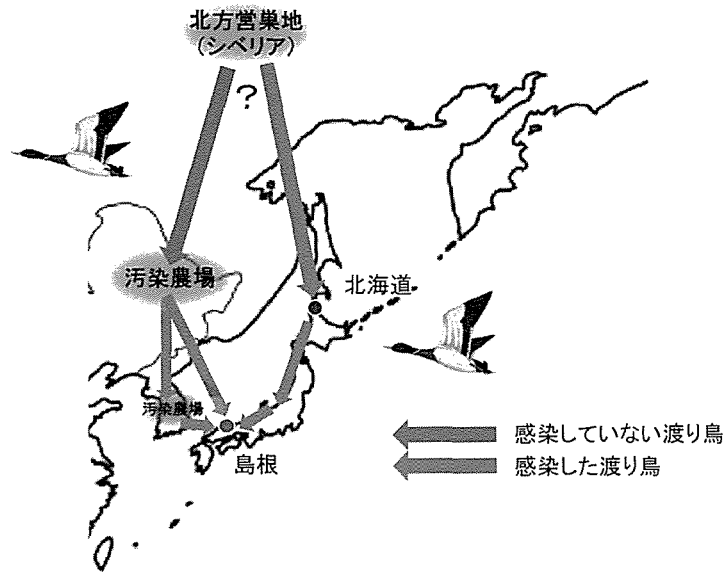 北方営巣地
(シベリア)
?
汚染農場
北海道
汚染農場
島根
感染していない渡り鳥
感染した渡り鳥